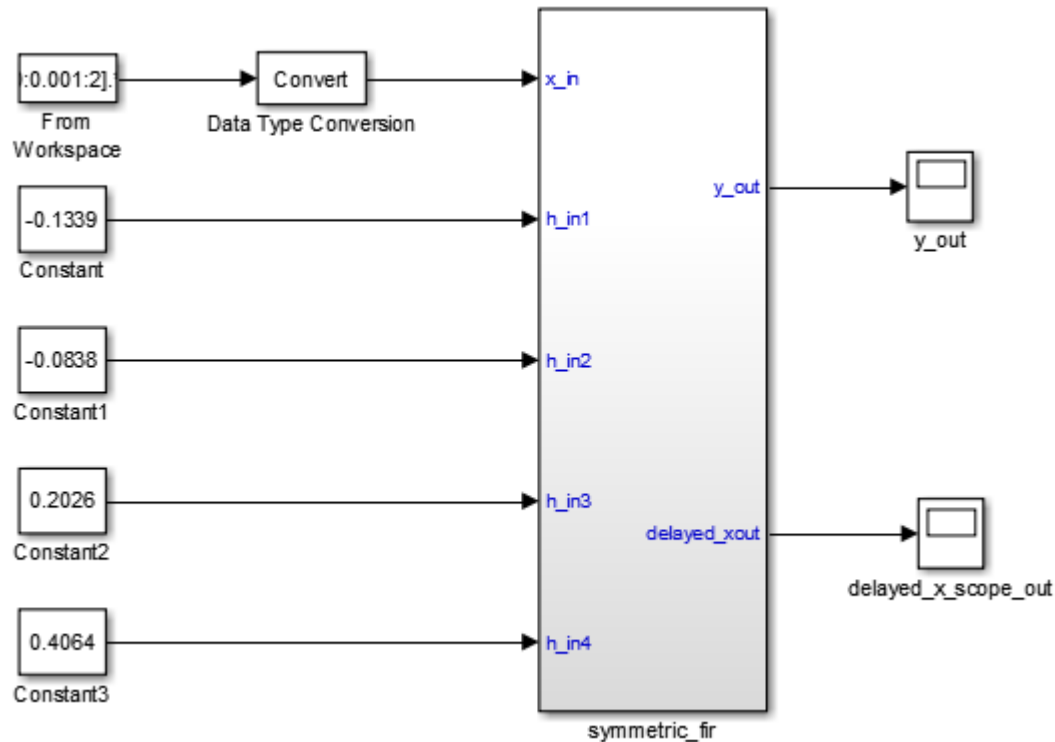 ):0.001:2].'
From
Workspace
Convert
Data Type Conversion
x_in
-0.1339
Constant
h_in1
-0.0838
Constant1
h_in2
0.2026
Constant2
h_in3
0.4064
Constant3
h_in4
symmetric_fir
y_out
y_out
delayed_xout
delayed_x_scope_out